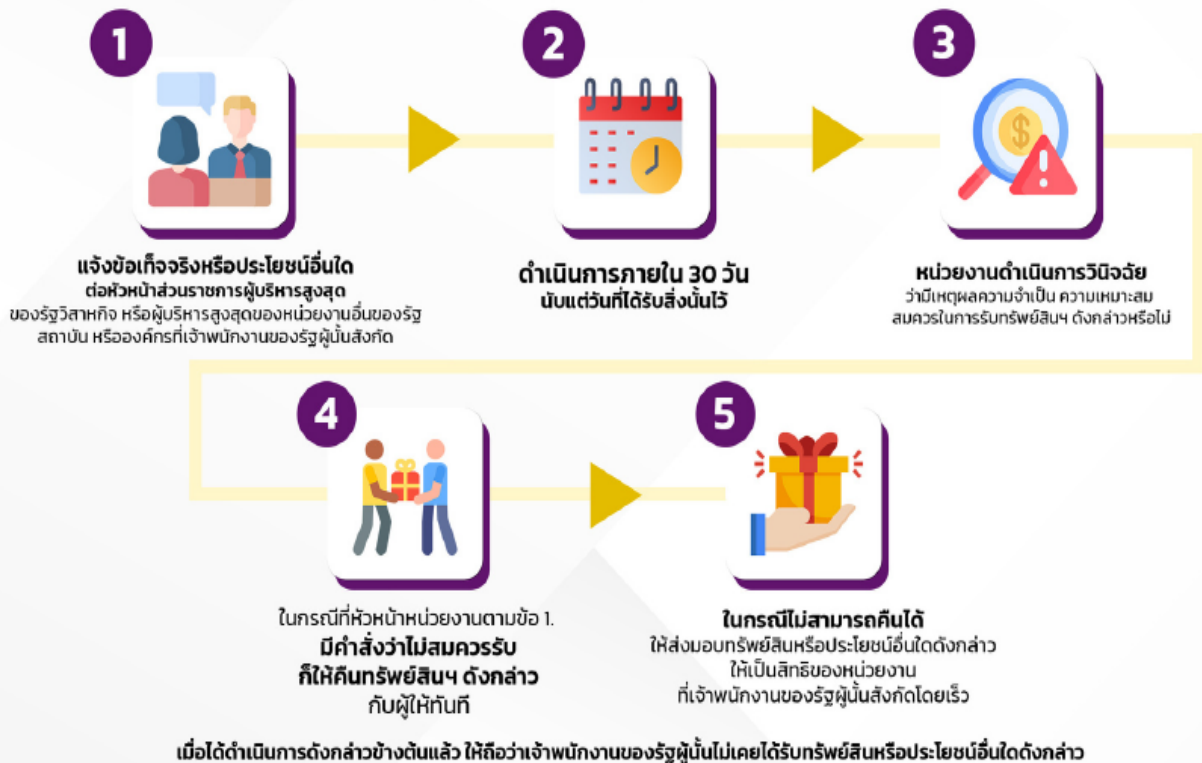 1
แจ้งข้อเท็จจริงหรือประโยชน์อื่นใด
ต่อหัวหน้าส่วนราชการผู้บริหารสูงสุด
ของรัฐวิสาหกิจ หรือผู้บริหารสูงสุดของหน่วยงานอื่นของรัฐ
สถาบัน หรือองค์กรที่เจ้าพนักงานของรัฐผู้นั้นสังกัด
2
ดำเนินการภายใน 30 วัน
นับแต่วันที่ได้รับสิ่งนั้นไว้
3
หน่วยงานดำเนินการวินิจฉัย
ว่ามีเหตุผลความจำเป็น ความเหมาะสม
สมควรในการรับทรัพย์สินฯ ดังกล่าวหรือไม่
4
ในกรณีที่หัวหน้าหน่วยงานตามข้อ 1.
มีคำสั่งว่าไม่สมควรรับ
ก็ให้คืนทรัพย์สินฯ ดังกล่าว
กับผู้ให้ทันที
5
ในกรณีไม่สามารถคืนได้
ให้ส่งมอบทรัพย์สินหรือประโยชน์อื่นใดดังกล่าว
ให้เป็นสิทธิของหน่วยงาน
ที่เจ้าพนักงานของรัฐผู้นั้นสังกัดโดยเร็ว
เมื่อได้ดำเนินการดังกล่าวข้างต้นแล้ว ให้ถือว่าเจ้าพนักงานของรัฐผู้นั้นไม่เคยได้รับทรัพย์สินหรือประโยชน์อื่นใดดังกล่าว